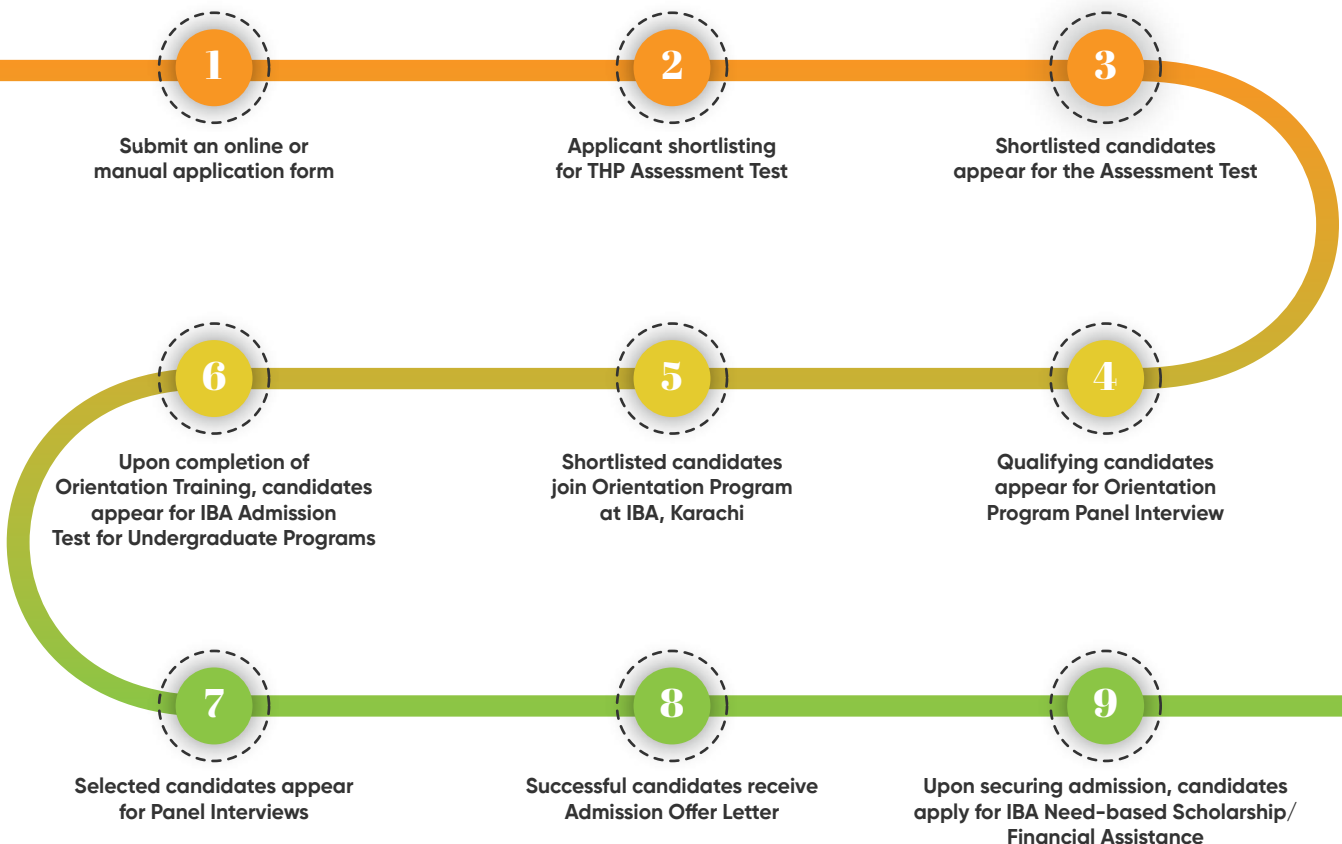 1
Submit an online or
manual application form
2
Applicant shortlisting
for THP Assessment Test
3
Shortlisted candidates
appear for the Assessment Test
4
Qualifying candidates
appear for Orientation
Program Panel Interview
5
Shortlisted candidates
join Orientation Program
at IBA, Karachi
6
Upon completion of
Orientation Training, candidates
appear for IBA Admission
Test for Undergraduate Programs
7
Selected candidates appear
for Panel Interviews
8
Successful candidates receive
Admission Offer Letter
9
Upon securing admission, candidates
apply for IBA Need-based Scholarship/
Financial Assistance